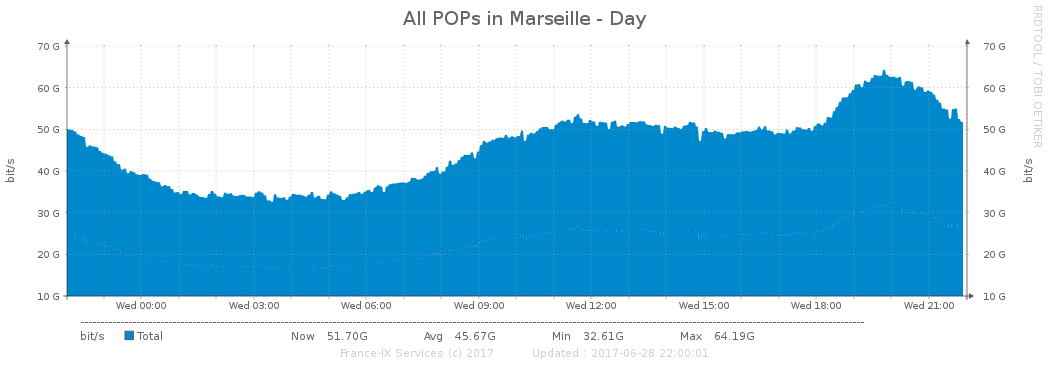 All POPs in Marseille - Day
RRDTOOL / TOBI OETIKER
70 G 70 G
60 G 60 G
50 G 50 G
40 G 40 G
30 G 30 G
20 G 20 G
10 G 10 G
bit/s bit/s
Wed 00:00 Wed 03:00 Wed 06:00 Wed 09:00 Wed 12:00 Wed 15:00 Wed 18:00 Wed 21:00
bit/s Total Now 51.70G Avg 45.67G Min 32.61G Max 64.19G
France-IX Services (c) 2017 Updated : 2017-06-28 22:00:01